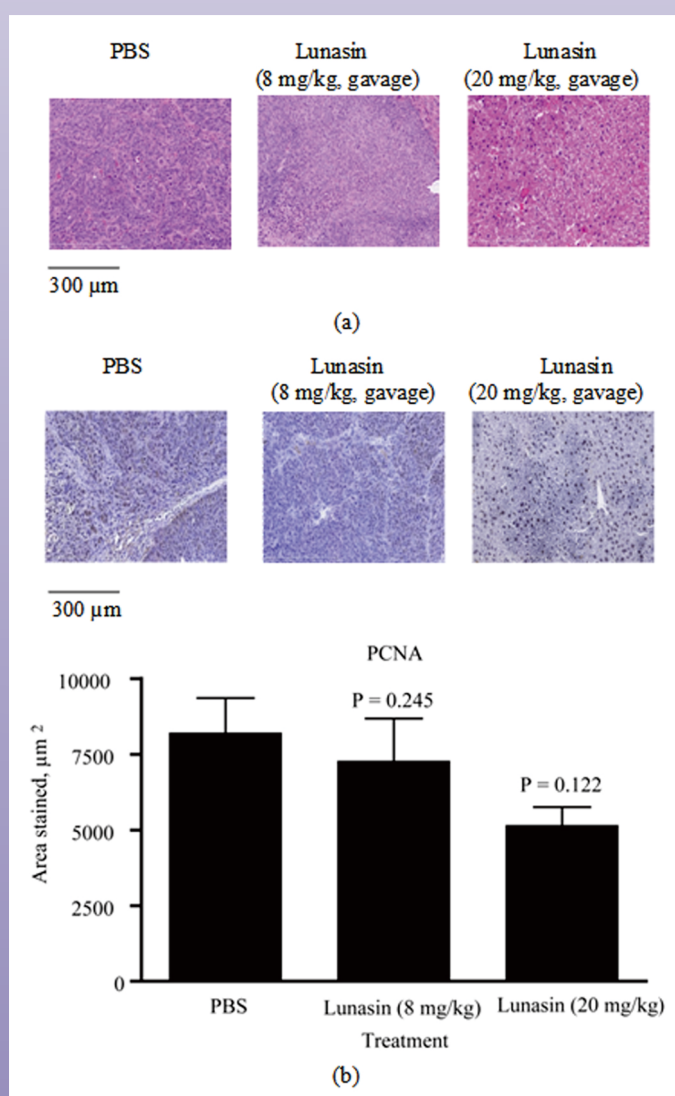 PBS
Lunasin
(8 mg/kg, gavage)
Lunasin
(20 mg/kg, gavage)
300 µm
(a)
PBS
Lunasin
(8 mg/kg, gavage)
Lunasin
(20 mg/kg, gavage)
300 µm
PCNA
10000
7500
5000
2500
0
Area stained, µm²
P = 0.245
P = 0.122
PBS
Lunasin (8 mg/kg)
Lunasin (20 mg/kg)
Treatment
(b)